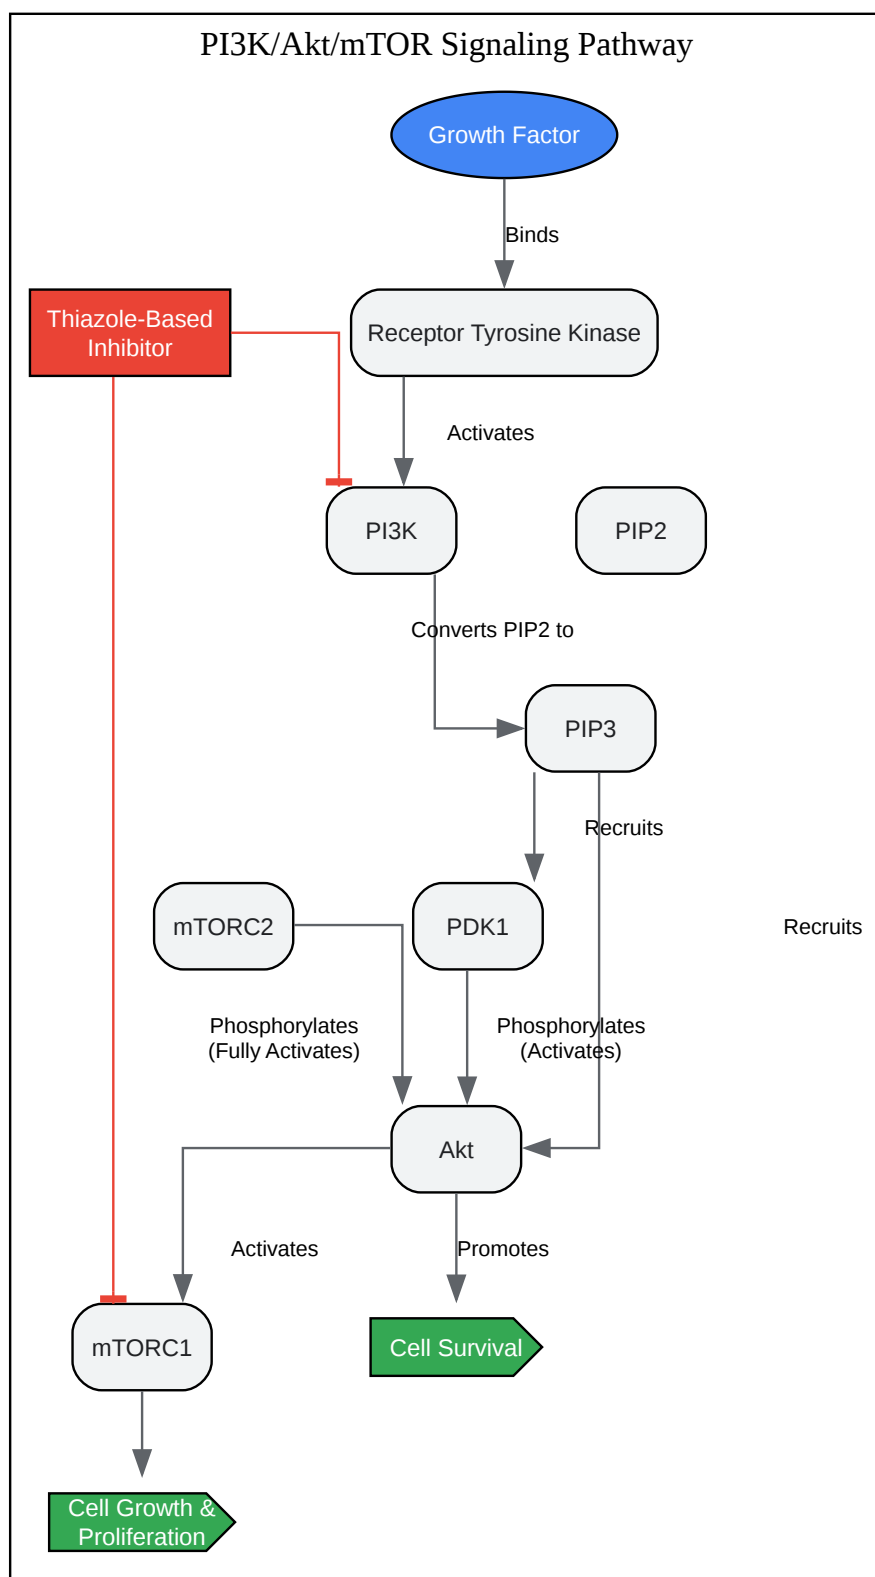 PI3K/Akt/mTOR Signaling Pathway
Growth Factor
Binds
Thiazole-Based
Inhibitor
Receptor Tyrosine Kinase
Activates
PI3K
PIP2
Converts PIP2 to
PIP3
Recruits
mTORC2
PDK1
Recruits
Phosphorylates
(Fully Activates)
Phosphorylates
(Activates)
Akt
Activates
Promotes
mTORC1
Cell Survival
Cell Growth &
Proliferation